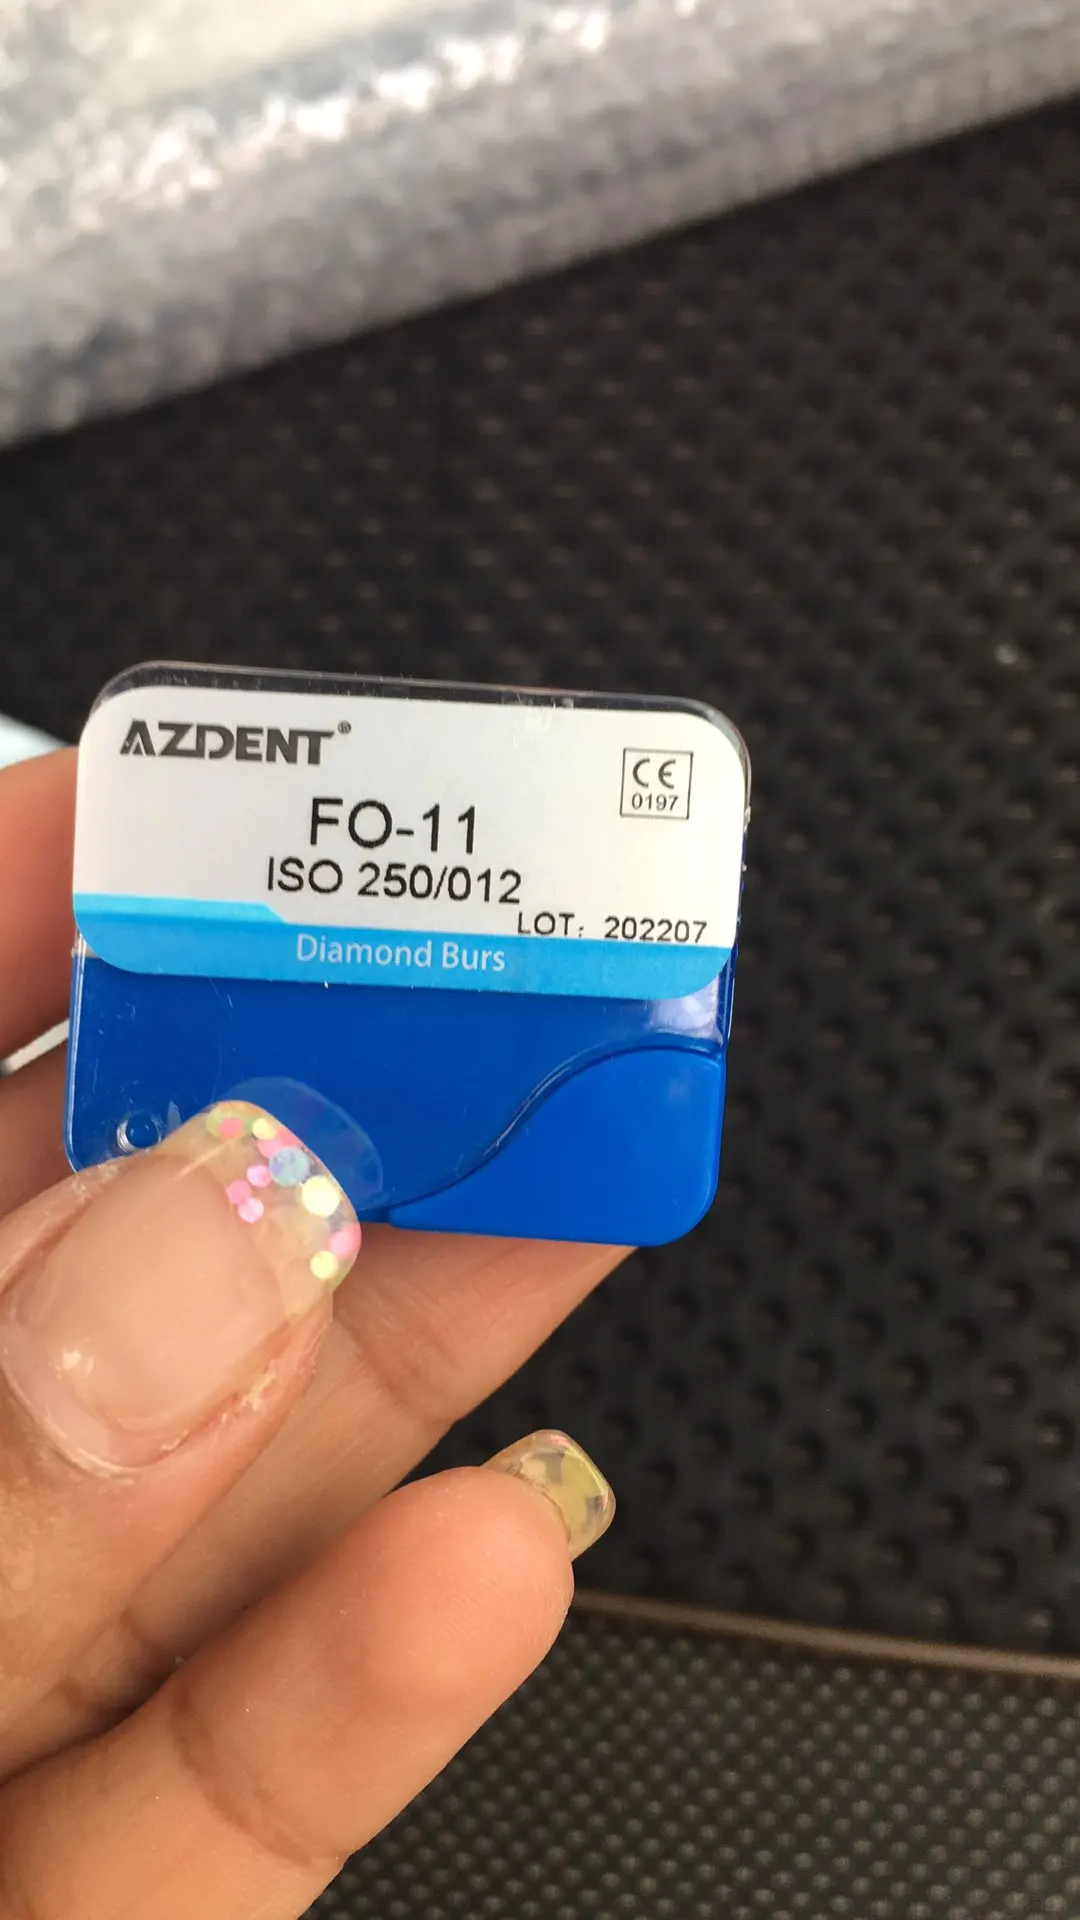 AZDENT®
CE
0197
FO-11
ISO 250/012
LOT: 202207
Diamond Burs